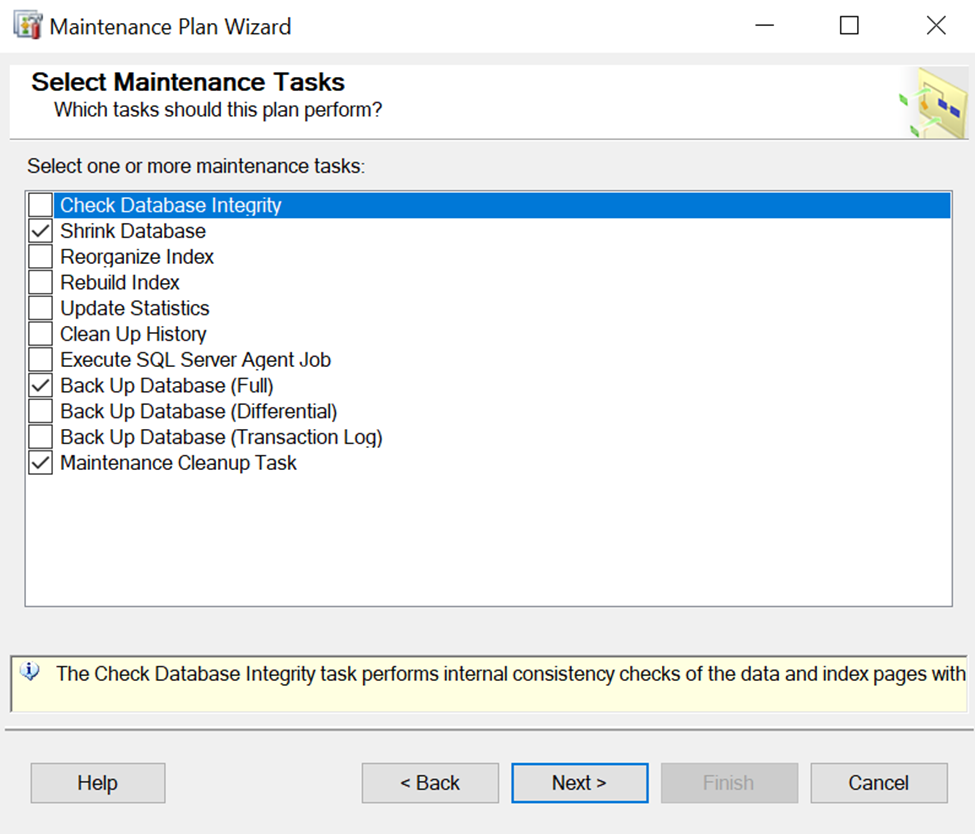 Maintenance Plan Wizard
Select Maintenance Tasks
Which tasks should this plan perform?
Select one or more maintenance tasks:
Check Database Integrity
Shrink Database
Reorganize Index
Rebuild Index
Update Statistics
Clean Up History
Execute SQL Server Agent Job
Back Up Database (Full)
Back Up Database (Differential)
Back Up Database (Transaction Log)
Maintenance Cleanup Task
The Check Database Integrity task performs internal consistency checks of the data and index pages with
Help < Back Next > Finish Cancel